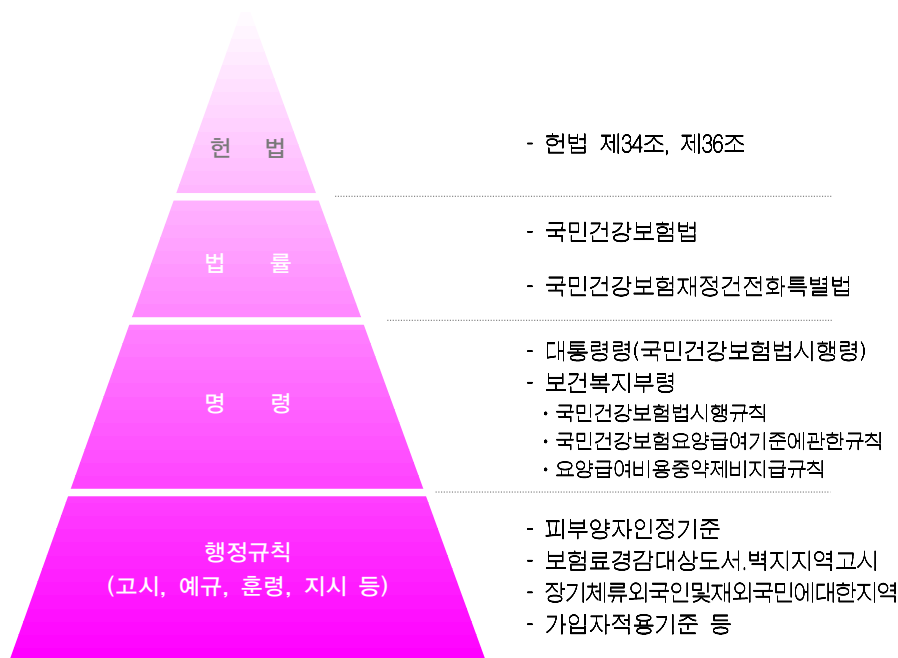 헌 법
- 헌법 제34조, 제36조
법 률
- 국민건강보험법
- 국민건강보험재정건전화특별법
명 령
- 대통령령(국민건강보험법시행령)
- 보건복지부령
· 국민건강보험법시행규칙
· 국민건강보험요양급여기준에관한규칙
· 요양급여비용중약제비지급규칙
행정규칙
(고시, 예규, 훈령, 지시 등)
- 피부양자인정기준
- 보험료경감대상도서.벽지지역고시
- 장기체류외국인및재외국민에대한지역
- 가입자적용기준 등